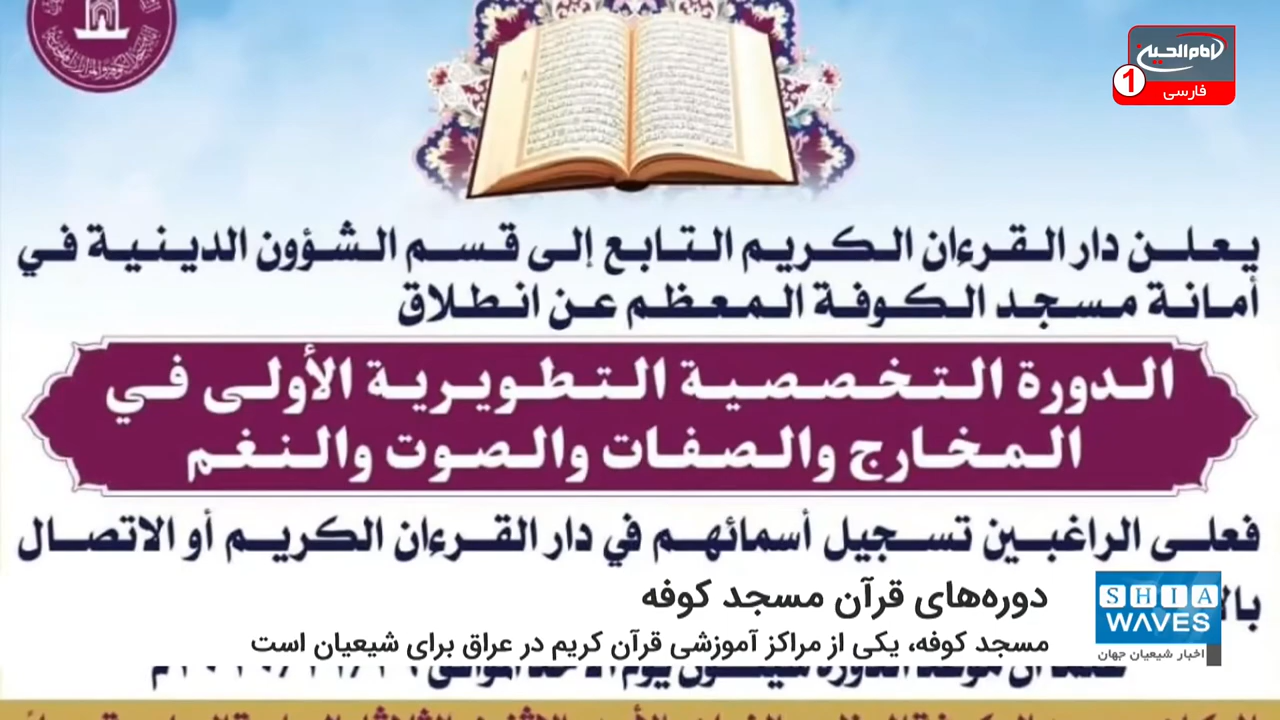 امام الحسین
1
فارسی
يعلن دار القرءان الكريم التابع إلى قسم الشؤون الدينية في
أمانة مسجد الكوفة المعظم عن انطلاق
الدورة التخصصية التطويرية الأولى في
المخارج والصفات والصوت والنغم
فعلى الراغبين تسجيل أسمائهم في دار القرءان الكريم أو الاتصال
دوره‌های قرآن مسجد کوفه
مسجد کوفه، یکی از مراکز آموزشی قرآن کریم در عراق برای شیعیان است
SHIA
WAVES
اخبار شیعیان جهان